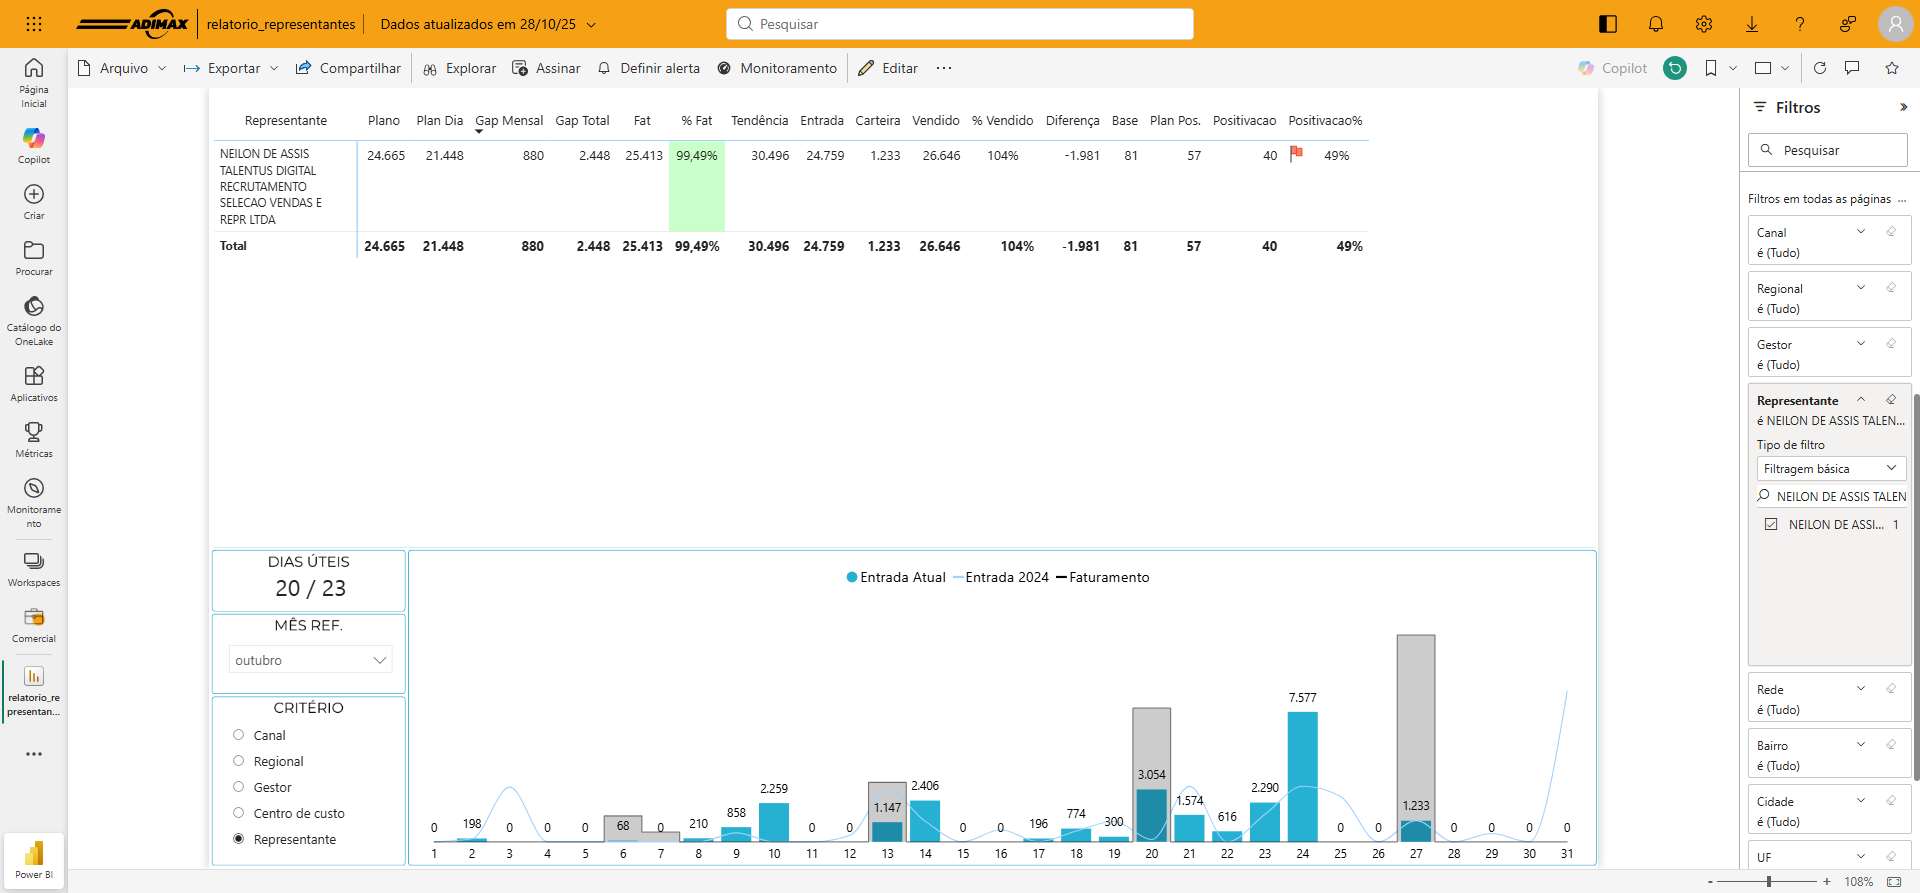 ADIMAX
relatorio_representantes
Dados atualizados em 28/10/25
Pesquisar
Arquivo
Exportar
Compartilhar
Explorar
Assinar
Definir alerta
Monitoramento
Editar
Copilot
Página
Inicial
Copilot
Criar
Procurar
Catálogo do
OneLake
Aplicativos
Métricas
Monitorame
nto
Workspaces
Comercial
relatorio_re
presentan...
Power BI
Representante Plano Plan Dia Gap Mensal Gap Total Fat % Fat Tendência Entrada Carteira Vendido % Vendido Diferença Base Plan Pos. Positivacao Positivacao%
NEILON DE ASSIS 24.665 21.448 880 2.448 25.413 99,49% 30.496 24.759 1.233 26.646 104% -1.981 81 57 40 49%
TALENTUS DIGITAL
RECRUTAMENTO
SELECAO VENDAS E
REPR LTDA
Total 24.665 21.448 880 2.448 25.413 99,49% 30.496 24.759 1.233 26.646 104% -1.981 81 57 40 49%
DIAS ÚTEIS
20 / 23
MÊS REF.
outubro
CRITÉRIO
Canal
Regional
Gestor
Centro de custo
Representante
Entrada Atual Entrada 2024 Faturamento
0 198 0 0 0 68 0 210 858 2.259 0 0 1.147 2.406 0 0 196 774 300 3.054 1.574 616 2.290 7.577 0 0 1.233 0 0 0 0
1 2 3 4 5 6 7 8 9 10 11 12 13 14 15 16 17 18 19 20 21 22 23 24 25 26 27 28 29 30 31
Filtros
Pesquisar
Filtros em todas as páginas ...
Canal
é (Tudo)
Regional
é (Tudo)
Gestor
é (Tudo)
Representante
é NEILON DE ASSIS TALEN...
Tipo de filtro
Filtragem básica
NEILON DE ASSIS TALEN
NEILON DE ASSI... 1
Rede
é (Tudo)
Bairro
é (Tudo)
Cidade
é (Tudo)
UF
- + 108%